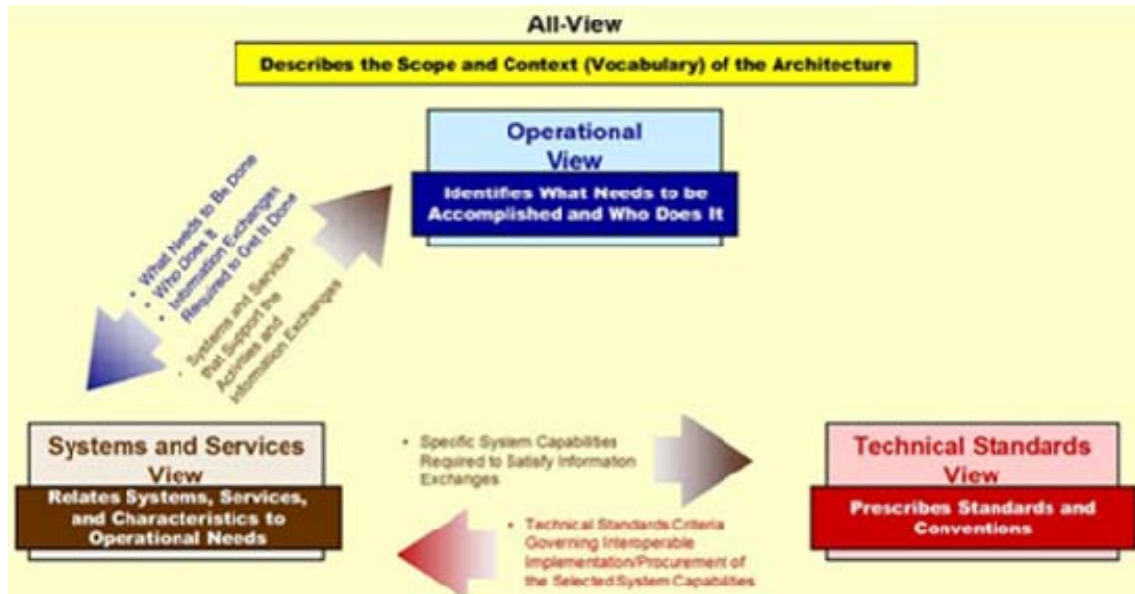 All-View
Describes the Scope and Context (Vocabulary) of the Architecture
Operational
View
Identifies What Needs to be
Accomplished and Who Does It
• What Needs to Be Done
• Who Does It
• Information Exchanges
Required to Get It Done
• Systems and Services
that Support the
Activities and
Information Exchanges
Systems and Services
View
Relates Systems, Services,
and Characteristics to
Operational Needs
• Specific System Capabilities
Required to Satisfy Information
Exchanges
• Technical Standards Criteria
Governing Interoperable
Implementation/Procurement of
the Selected System Capabilities
Technical Standards
View
Prescribes Standards and
Conventions